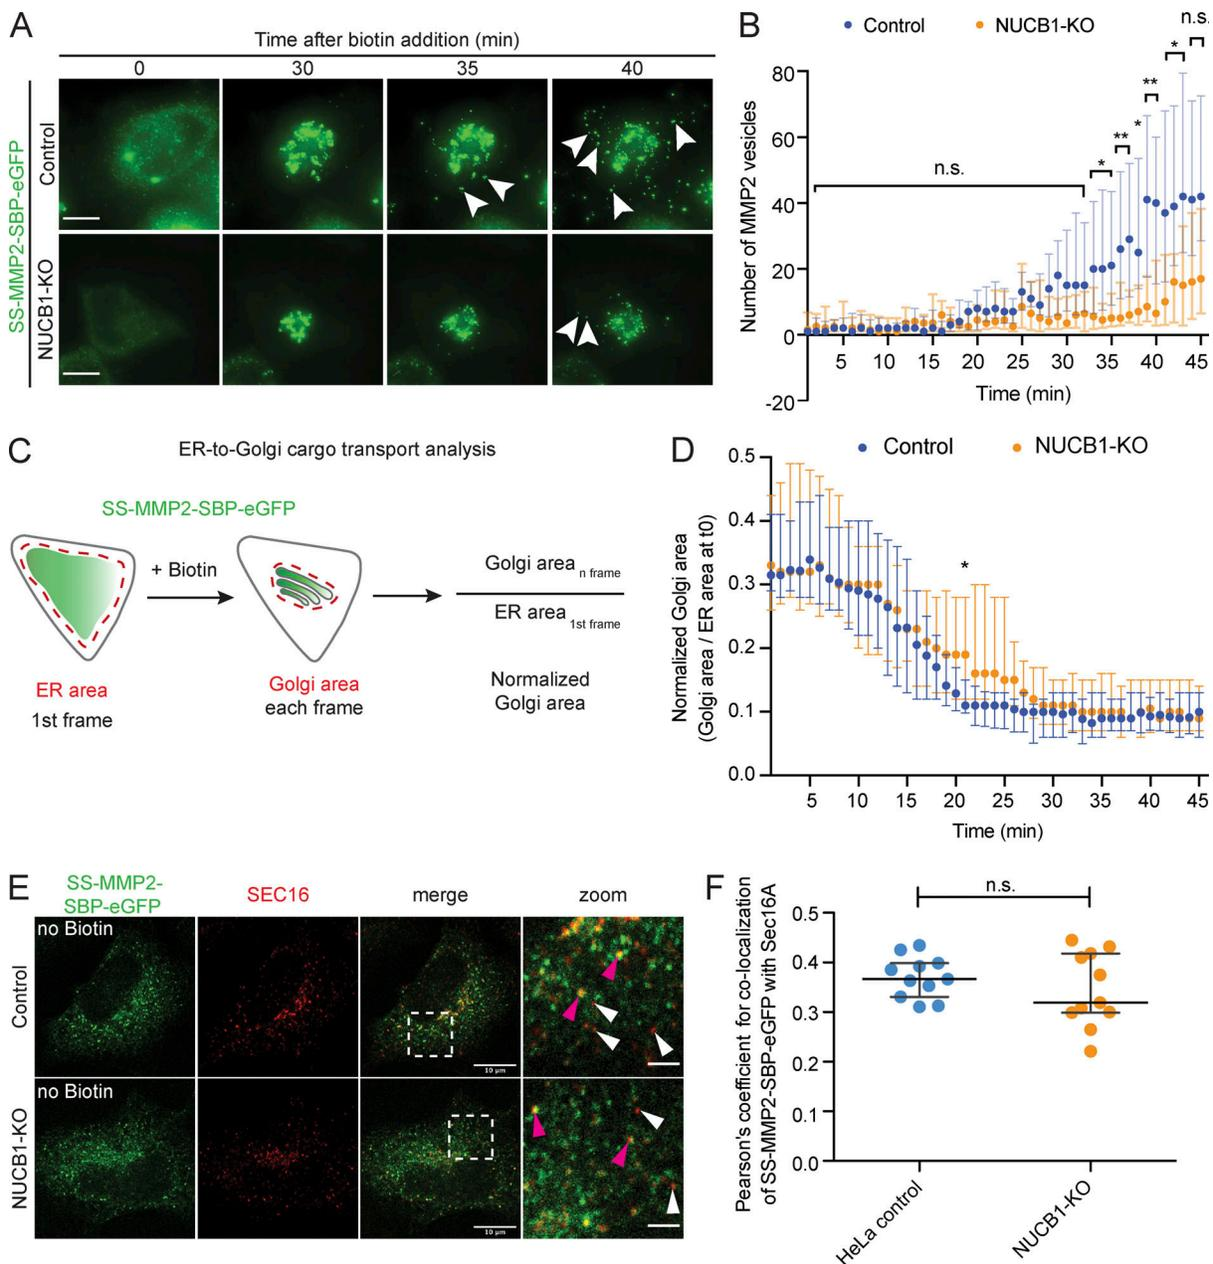 A
Time after biotin addition (min)
0 30 35 40
SS-MMP2-SBP-eGFP
Control
NUCB1-KO
B
Control NUCB1-KO
n.s.
*
**
*
**
*
n.s.
Number of MMP2 vesicles
80
60
40
20
0
-20
5 10 15 20 25 30 35 40 45
Time (min)
C
ER-to-Golgi cargo transport analysis
SS-MMP2-SBP-eGFP
+ Biotin
ER area
1st frame
Golgi area
each frame
Golgi area n frame
ER area 1st frame
Normalized
Golgi area
D
Control NUCB1-KO
*
Normalized Golgi area
(Golgi area / ER area at t0)
0.5
0.4
0.3
0.2
0.1
0.0
5 10 15 20 25 30 35 40 45
Time (min)
E
SS-MMP2-
SBP-eGFP
SEC16
merge
zoom
Control
no Biotin
10 µm
NUCB1-KO
no Biotin
10 µm
F
n.s.
Pearson's coefficient for co-localization
of SS-MMP2-SBP-eGFP with Sec16A
0.5
0.4
0.3
0.2
0.1
0.0
HeLa control
NUCB1-KO